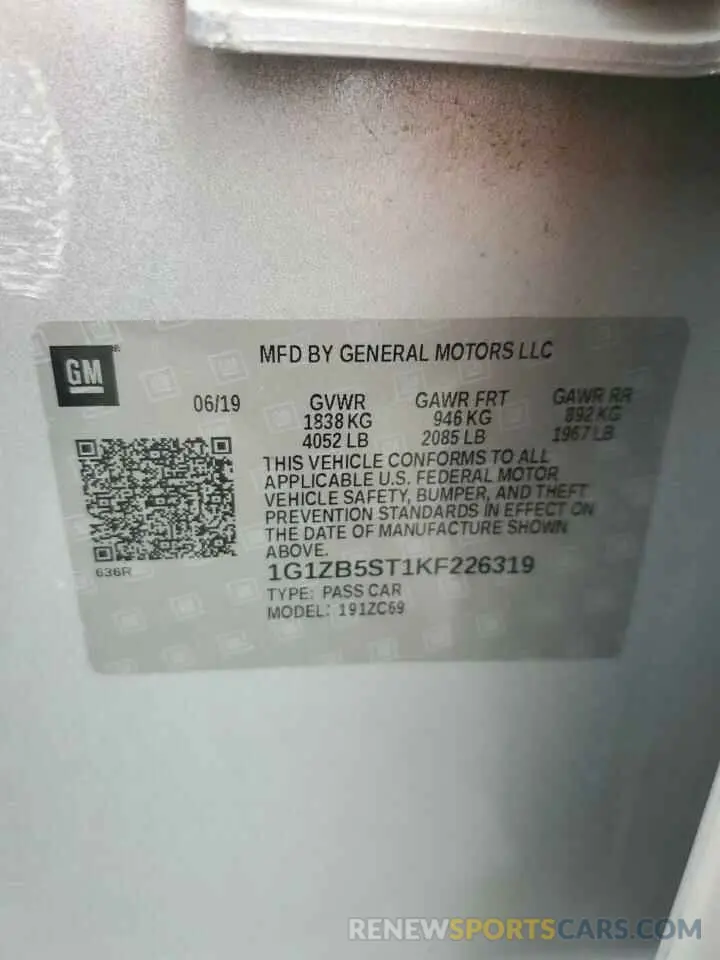 GM
MFD BY GENERAL MOTORS LLC
06/19 GVWR GAWR FRT GAWR RR
1838 KG 946 KG 892 KG
4052 LB 2085 LB 1967 LB
THIS VEHICLE CONFORMS TO ALL
APPLICABLE U.S. FEDERAL MOTOR
VEHICLE SAFETY, BUMPER, AND THEFT
PREVENTION STANDARDS IN EFFECT ON
THE DATE OF MANUFACTURE SHOWN
ABOVE.
636R
1G1ZB5ST1KF226319
TYPE: PASS CAR
MODEL: 191ZC69
RENEWSPORTSCARS.COM